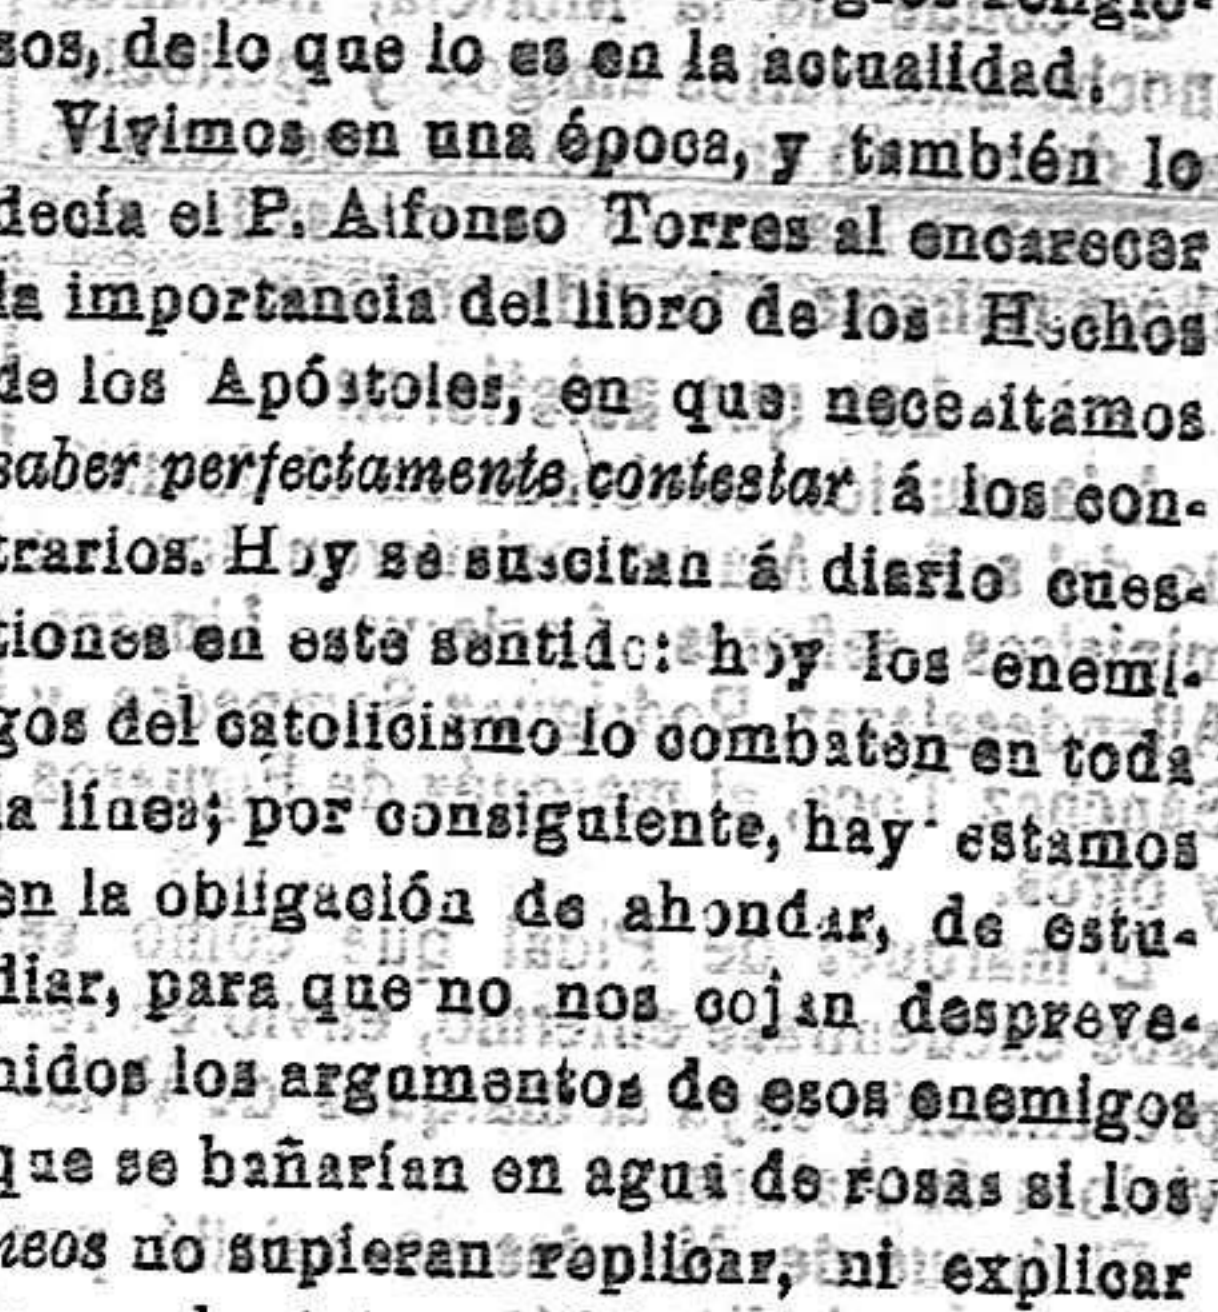 sos, de lo que lo es en la actualidad.
Vivimos en una época, y también lo
decía el P. Alfonso Torres al encarecer
la importancia del libro de los Hechos
de los Apóstoles, en que necesitamos
saber perfectamente contestar á los con-
trarios. Hoy se suscitan á diario cues-
tiones en este sentido: hoy los enemi-
gos del catolicismo lo combaten en toda
la línea; por consiguiente, hay estamos
en la obligación de ahondar, de estu-
diar, para que no nos cojan despreve-
nidos los argumentos de esos enemigos
que se bañarían en agua de rosas si los
neos no supieran replicar, ni explicar